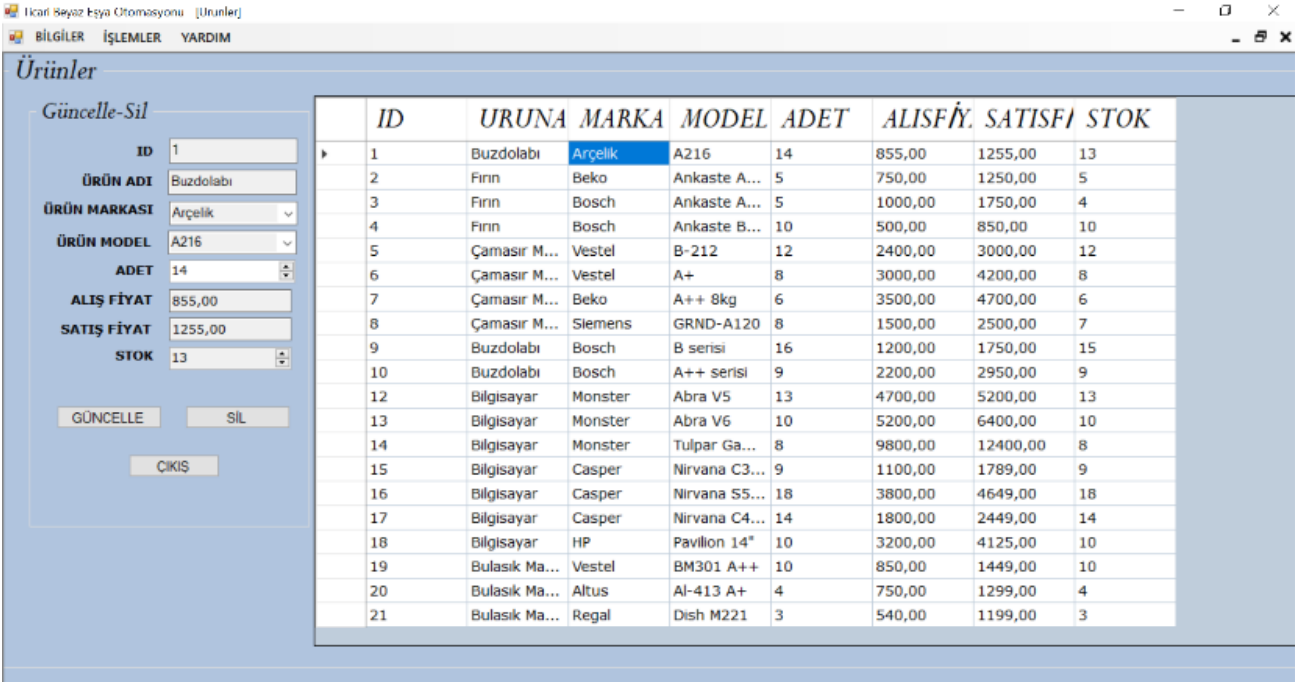 Ticari Beyaz Eşya Otomasyonu - [Urunler]
BİLGİLER İŞLEMLER YARDIM
Ürünler
Güncelle-Sil
ID 1
ÜRÜN ADI Buzdolabı
ÜRÜN MARKASI Arçelik
ÜRÜN MODEL A216
ADET 14
ALIŞ FİYAT 855,00
SATIŞ FİYAT 1255,00
STOK 13
GÜNCELLE SİL
ÇIKIŞ
ID URUNA MARKA MODEL ADET ALISFİY. SATISFİ STOK
1 Buzdolabı Arçelik A216 14 855,00 1255,00 13
2 Fırın Beko Ankaste A... 5 750,00 1250,00 5
3 Fırın Bosch Ankaste A... 5 1000,00 1750,00 4
4 Fırın Bosch Ankaste B... 10 500,00 850,00 10
5 Çamasır M... Vestel B-212 12 2400,00 3000,00 12
6 Çamasır M... Vestel A+ 8 3000,00 4200,00 8
7 Çamasır M... Beko A++ 8kg 6 3500,00 4700,00 6
8 Çamasır M... Siemens GRND-A120 8 1500,00 2500,00 7
9 Buzdolabı Bosch B serisi 16 1200,00 1750,00 15
10 Buzdolabı Bosch A++ serisi 9 2200,00 2950,00 9
12 Bilgisayar Monster Abra V5 13 4700,00 5200,00 13
13 Bilgisayar Monster Abra V6 10 5200,00 6400,00 10
14 Bilgisayar Monster Tulpar Ga... 8 9800,00 12400,00 8
15 Bilgisayar Casper Nirvana C3... 9 1100,00 1789,00 9
16 Bilgisayar Casper Nirvana S5... 18 3800,00 4649,00 18
17 Bilgisayar Casper Nirvana C4... 14 1800,00 2449,00 14
18 Bilgisayar HP Pavilion 14" 10 3200,00 4125,00 10
19 Bulasık Ma... Vestel BM301 A++ 10 850,00 1449,00 10
20 Bulasık Ma... Altus Al-413 A+ 4 750,00 1299,00 4
21 Bulasık Ma... Regal Dish M221 3 540,00 1199,00 3